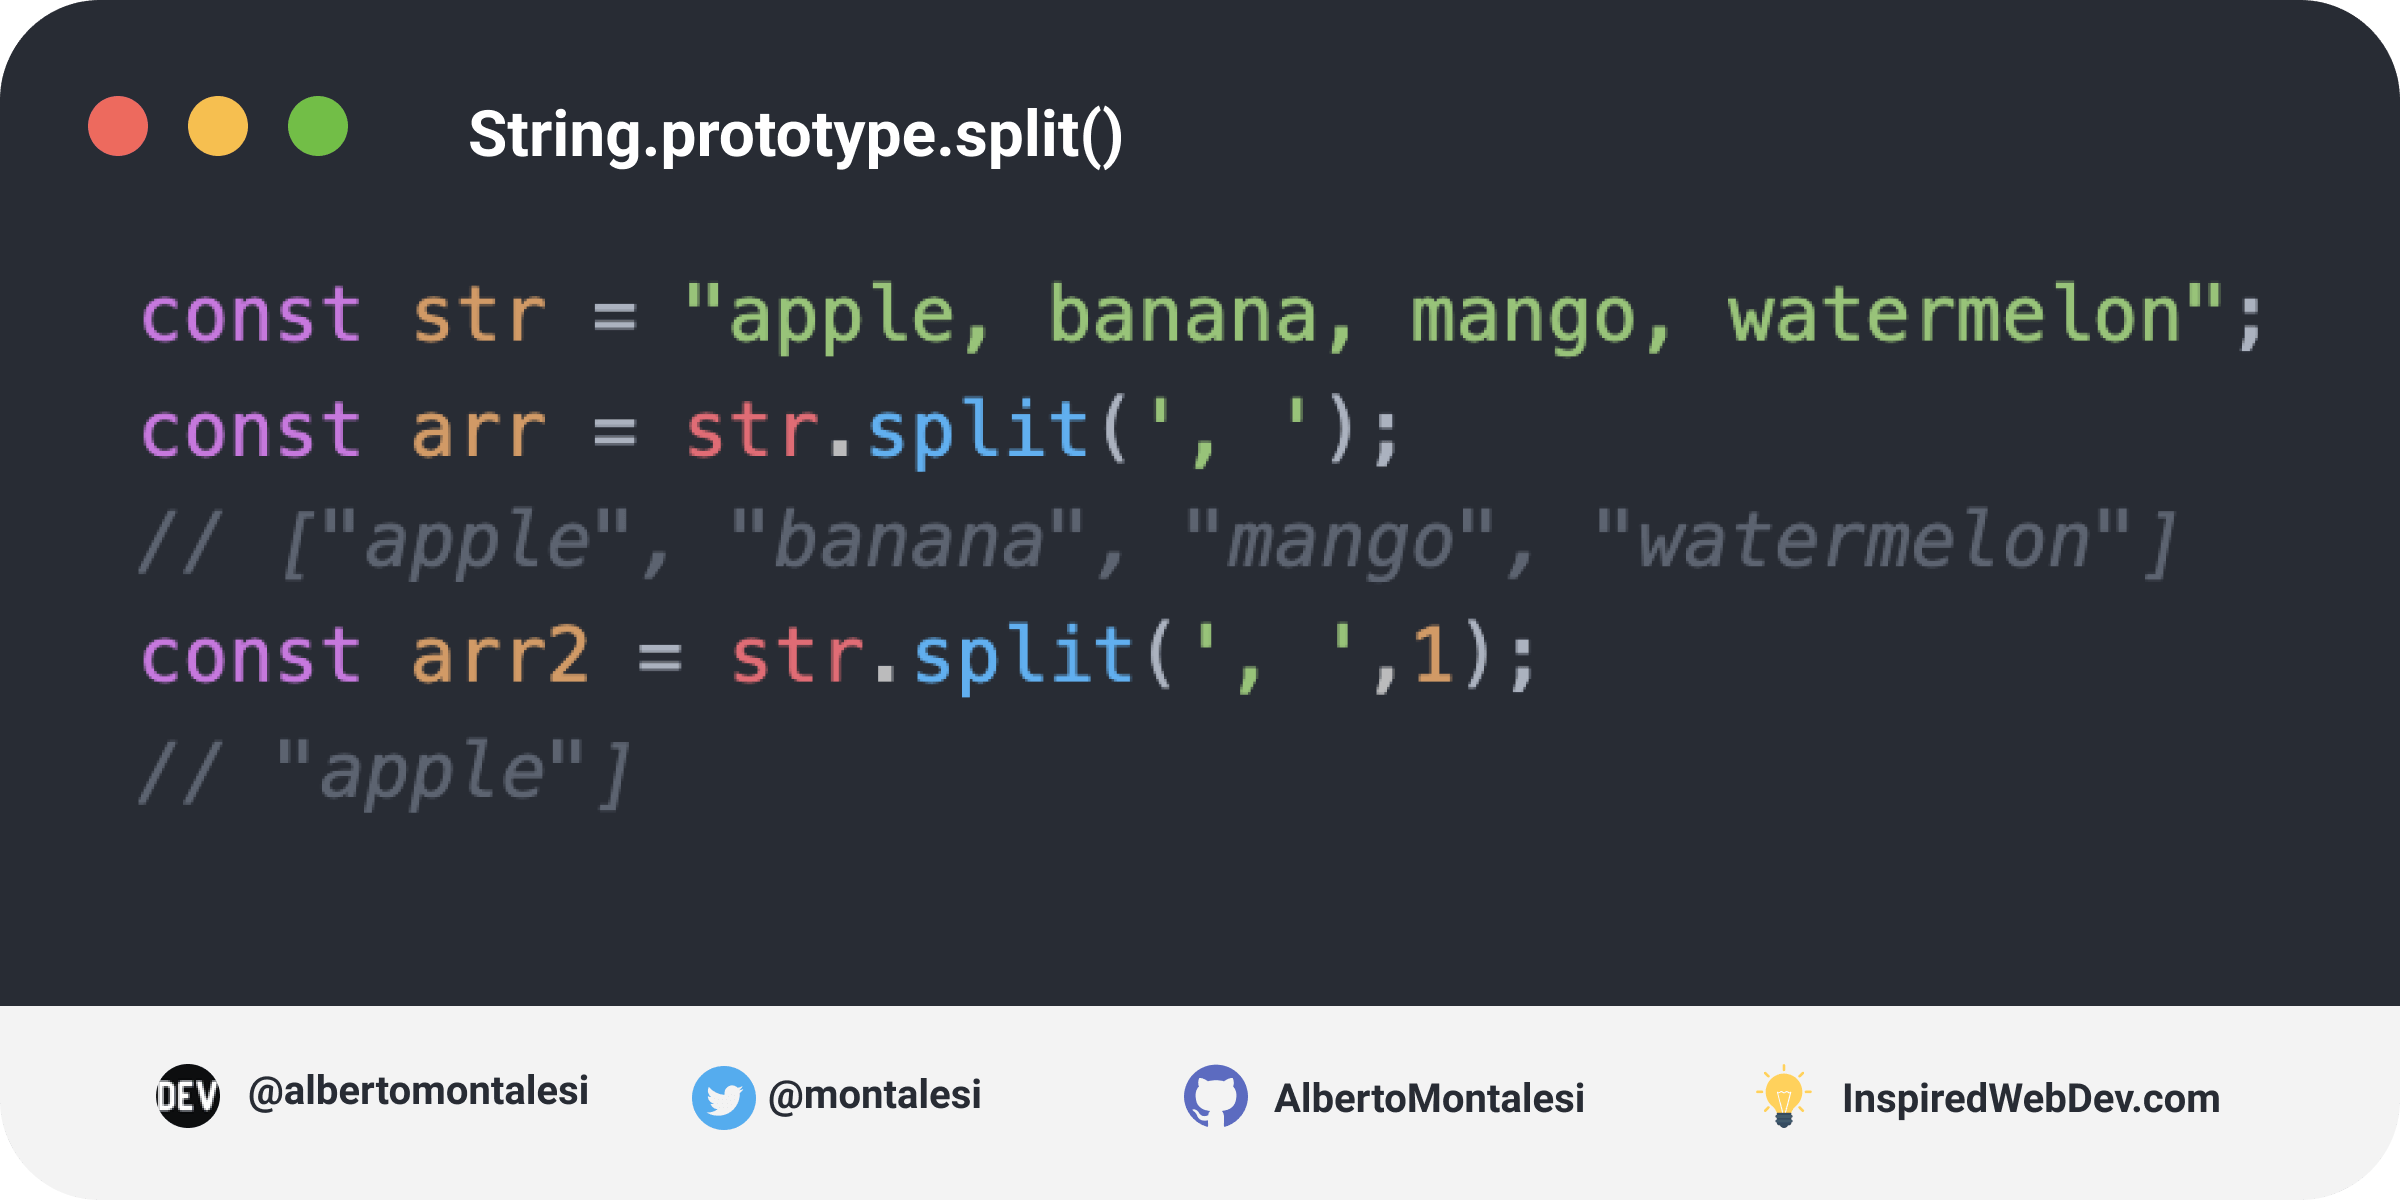 String.prototype.split()
const str = "apple, banana, mango, watermelon";
const arr = str.split(', ');
// ["apple", "banana", "mango", "watermelon"]
const arr2 = str.split(', ',1);
// "apple"]
DEV @albertomontalesi @montalesi AlbertoMontalesi InspiredWebDev.com